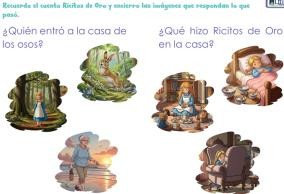 Recuerda el cuento Ricitos de Oro y encierro las imágenes que respondan lo que
pasó.
¿Quién entró a la casa de
los osos?
¿Qué hizo Ricitos de Oro
en la casa?